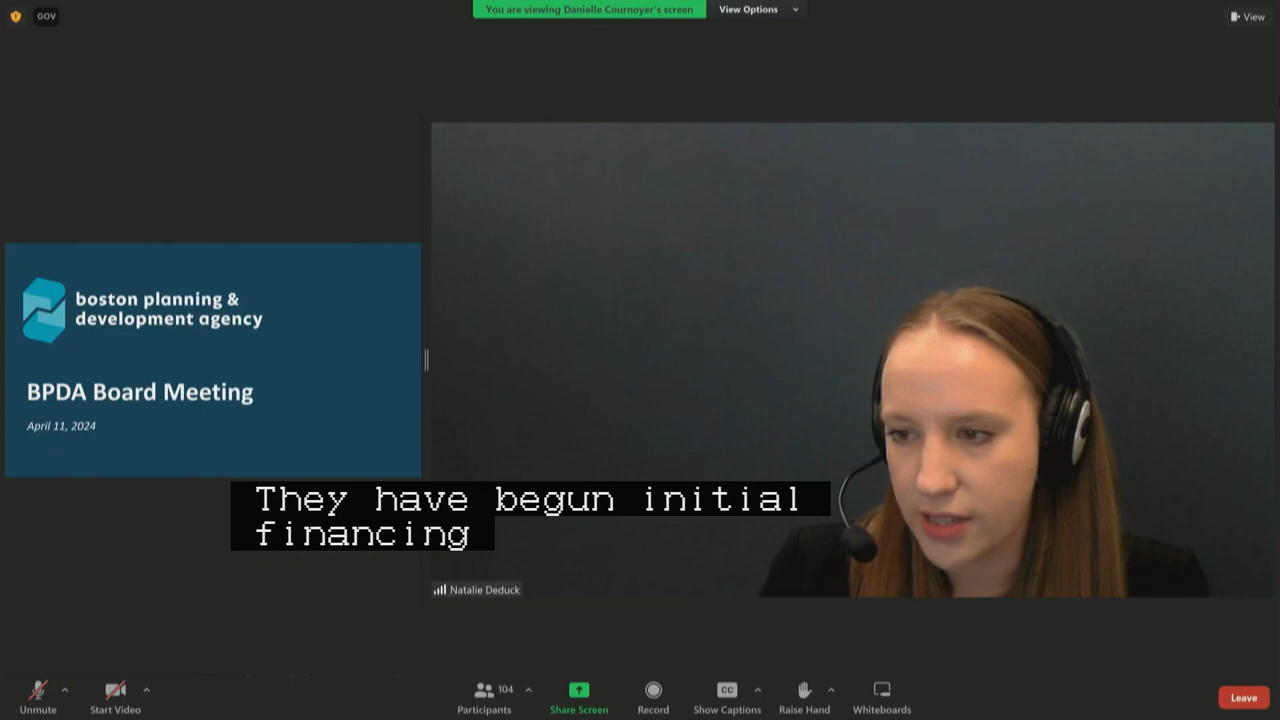 GOV
You are viewing Danielle Cournoyer's screen
View Options
View
boston planning &
development agency
BPDA Board Meeting
April 11, 2024
They have begun initial
financing
Natalie Deduck
Unmute
Start Video
104
Participants
Share Screen
Record
CC
Show Captions
Raise Hand
Whiteboards
Leave